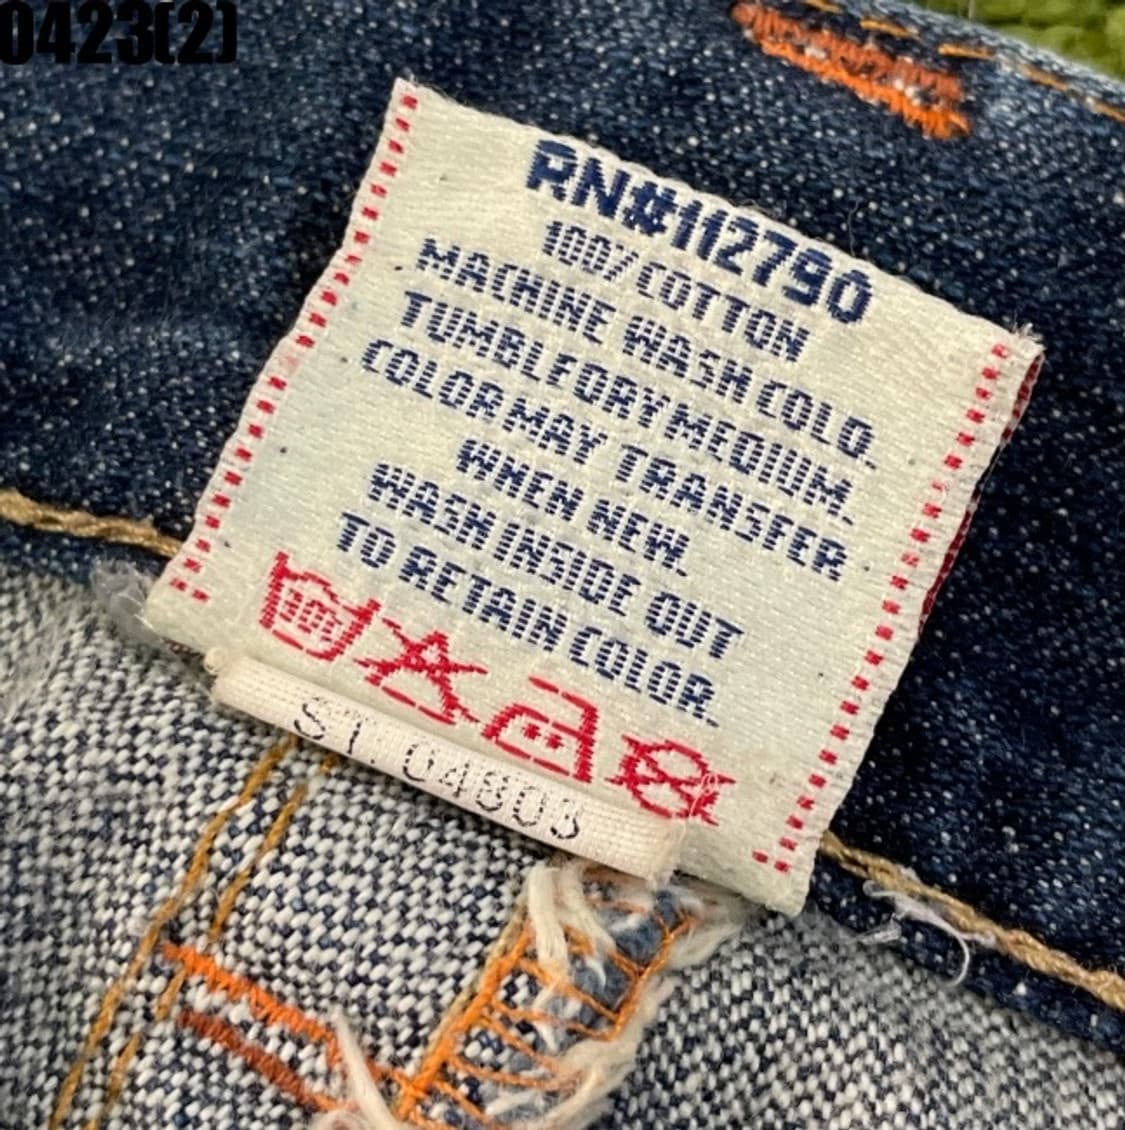 0423(2)
RN#112790
100% COTTON
MACHINE WASH COLD.
TUMBLE DRY MEDIUM.
COLOR MAY TRANSFER
WHEN NEW.
WASH INSIDE OUT
TO RETAIN COLOR.
ST.04803